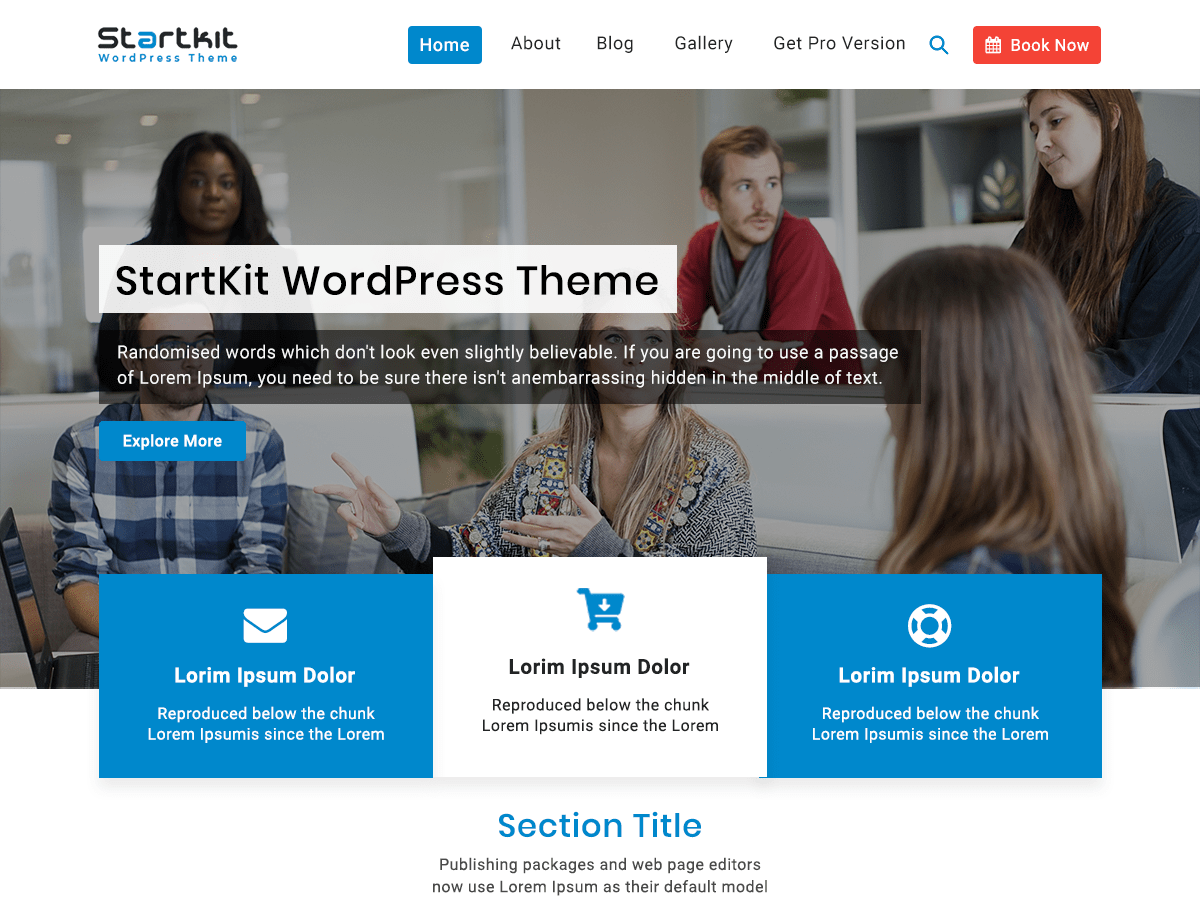 Startkit
WordPress Theme
Home About Blog Gallery Get Pro Version Book Now
StartKit WordPress Theme
Randomised words which don't look even slightly believable. If you are going to use a passage
of Lorem Ipsum, you need to be sure there isn't anembarrassing hidden in the middle of text.
Explore More
Lorim Ipsum Dolor
Reproduced below the chunk
Lorem Ipsumis since the Lorem
Lorim Ipsum Dolor
Reproduced below the chunk
Lorem Ipsumis since the Lorem
Lorim Ipsum Dolor
Reproduced below the chunk
Lorem Ipsumis since the Lorem
Section Title
Publishing packages and web page editors
now use Lorem Ipsum as their default model